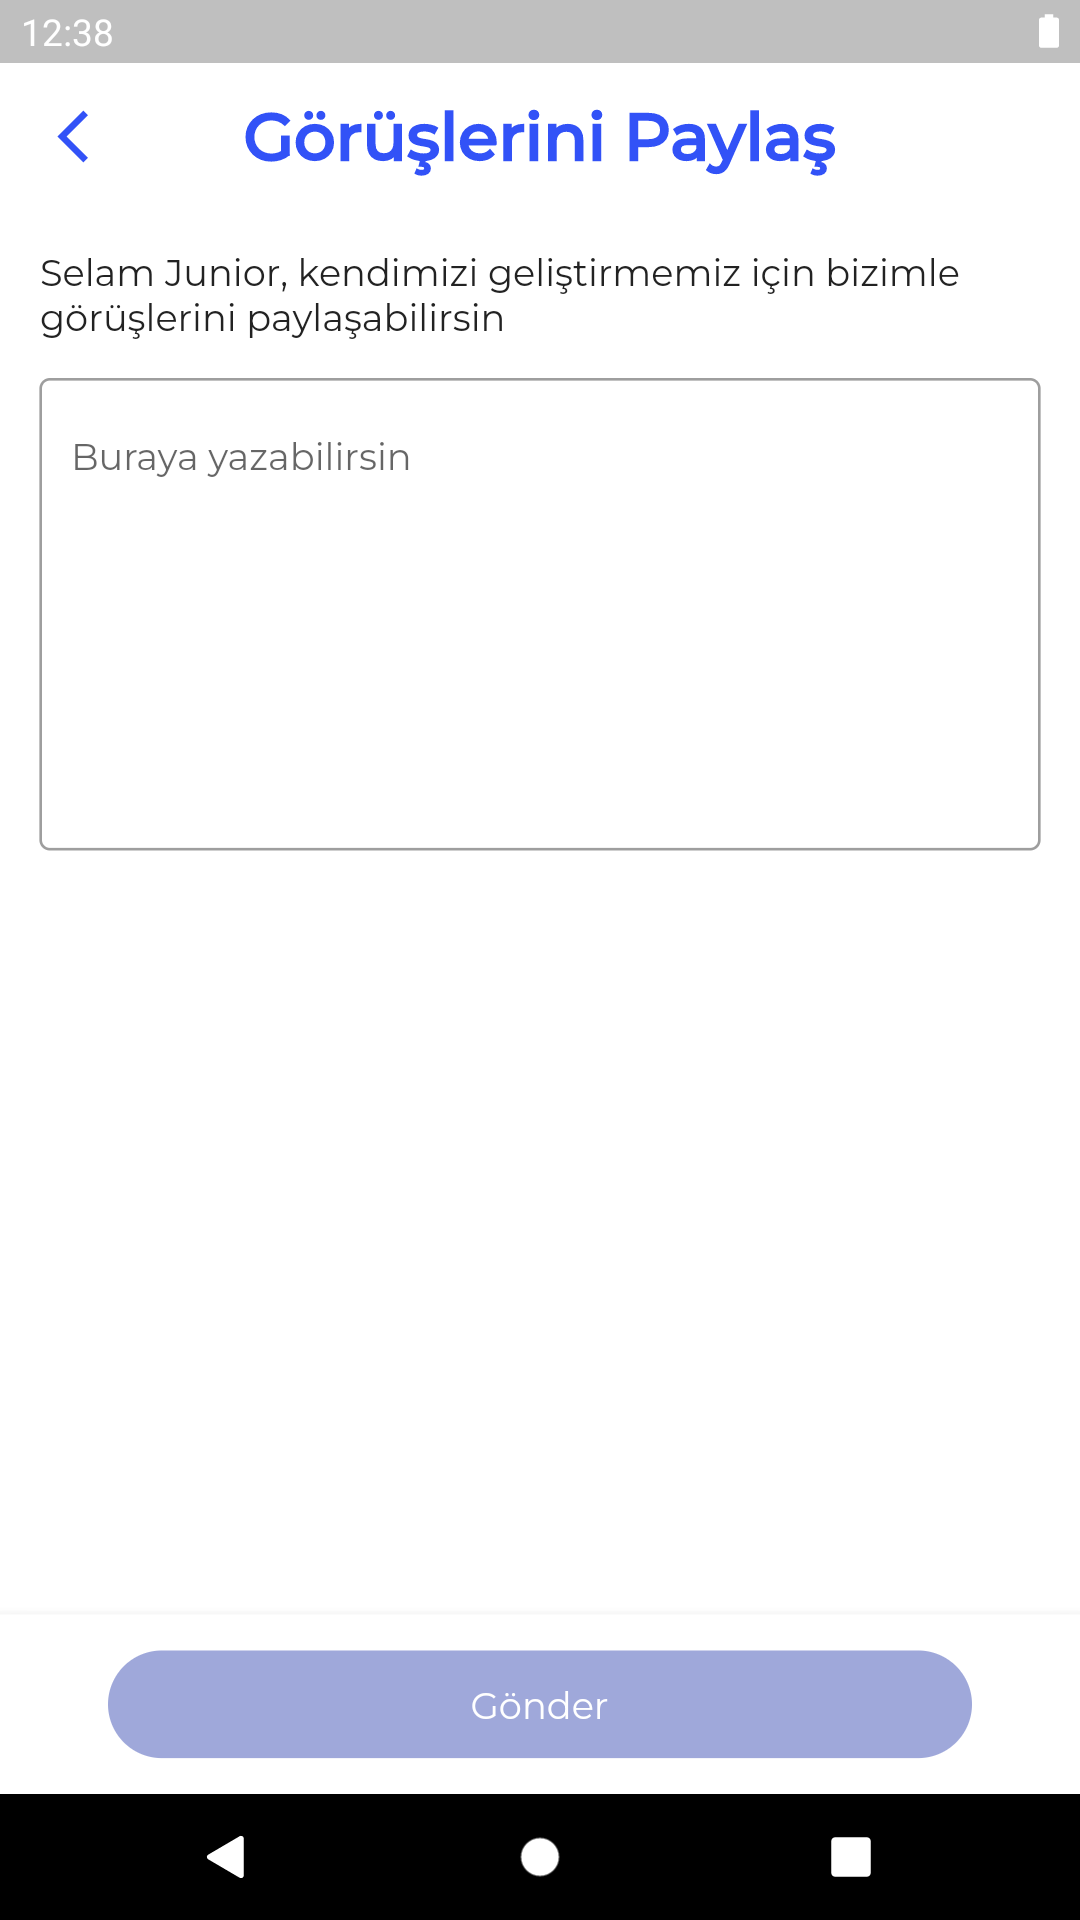 12:38
Görüşlerini Paylaş
Selam Junior, kendimizi geliştirmemiz için bizimle
görüşlerini paylaşabilirsin
Buraya yazabilirsin
Gönder